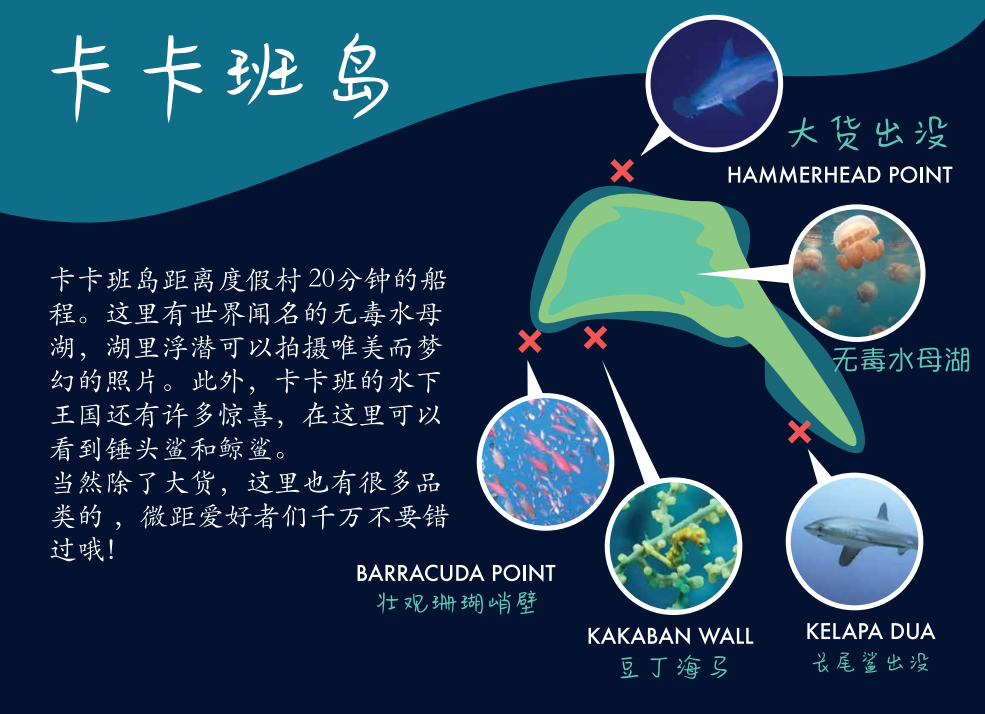 卡卡班岛
大货出没
HAMMERHEAD POINT
卡卡班岛距离度假村20分钟的船
程。这里有世界闻名的无毒水母
湖，湖里浮潜可以拍摄唯美而梦
幻的照片。此外，卡卡班的水下
王国还有许多惊喜，在这里可以
看到锤头鲨和鲸鲨。
当然除了大货，这里也有很多品
类的，微距爱好者们千万不要错
过哦！
无毒水母湖
BARRACUDA POINT
壮观珊瑚峭壁
KAKABAN WALL
豆丁海马
KELAPA DUA
长尾鲨出没